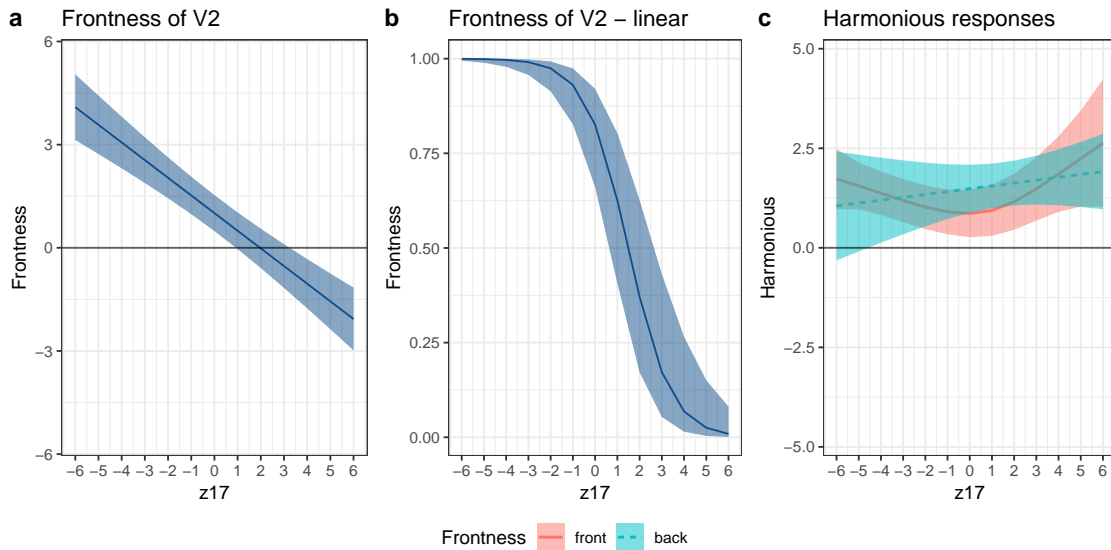 a Frontness of V2
6
3
0
−3
−6
Frontness
−6 −5 −4 −3 −2 −1 0 1 2 3 4 5 6
z17
b Frontness of V2 − linear
1.00
0.75
0.50
0.25
0.00
Frontness
−6 −5 −4 −3 −2 −1 0 1 2 3 4 5 6
z17
c Harmonious responses
5.0
2.5
0.0
−2.5
−5.0
Harmonious
−6 −5 −4 −3 −2 −1 0 1 2 3 4 5 6
z17
Frontness front back